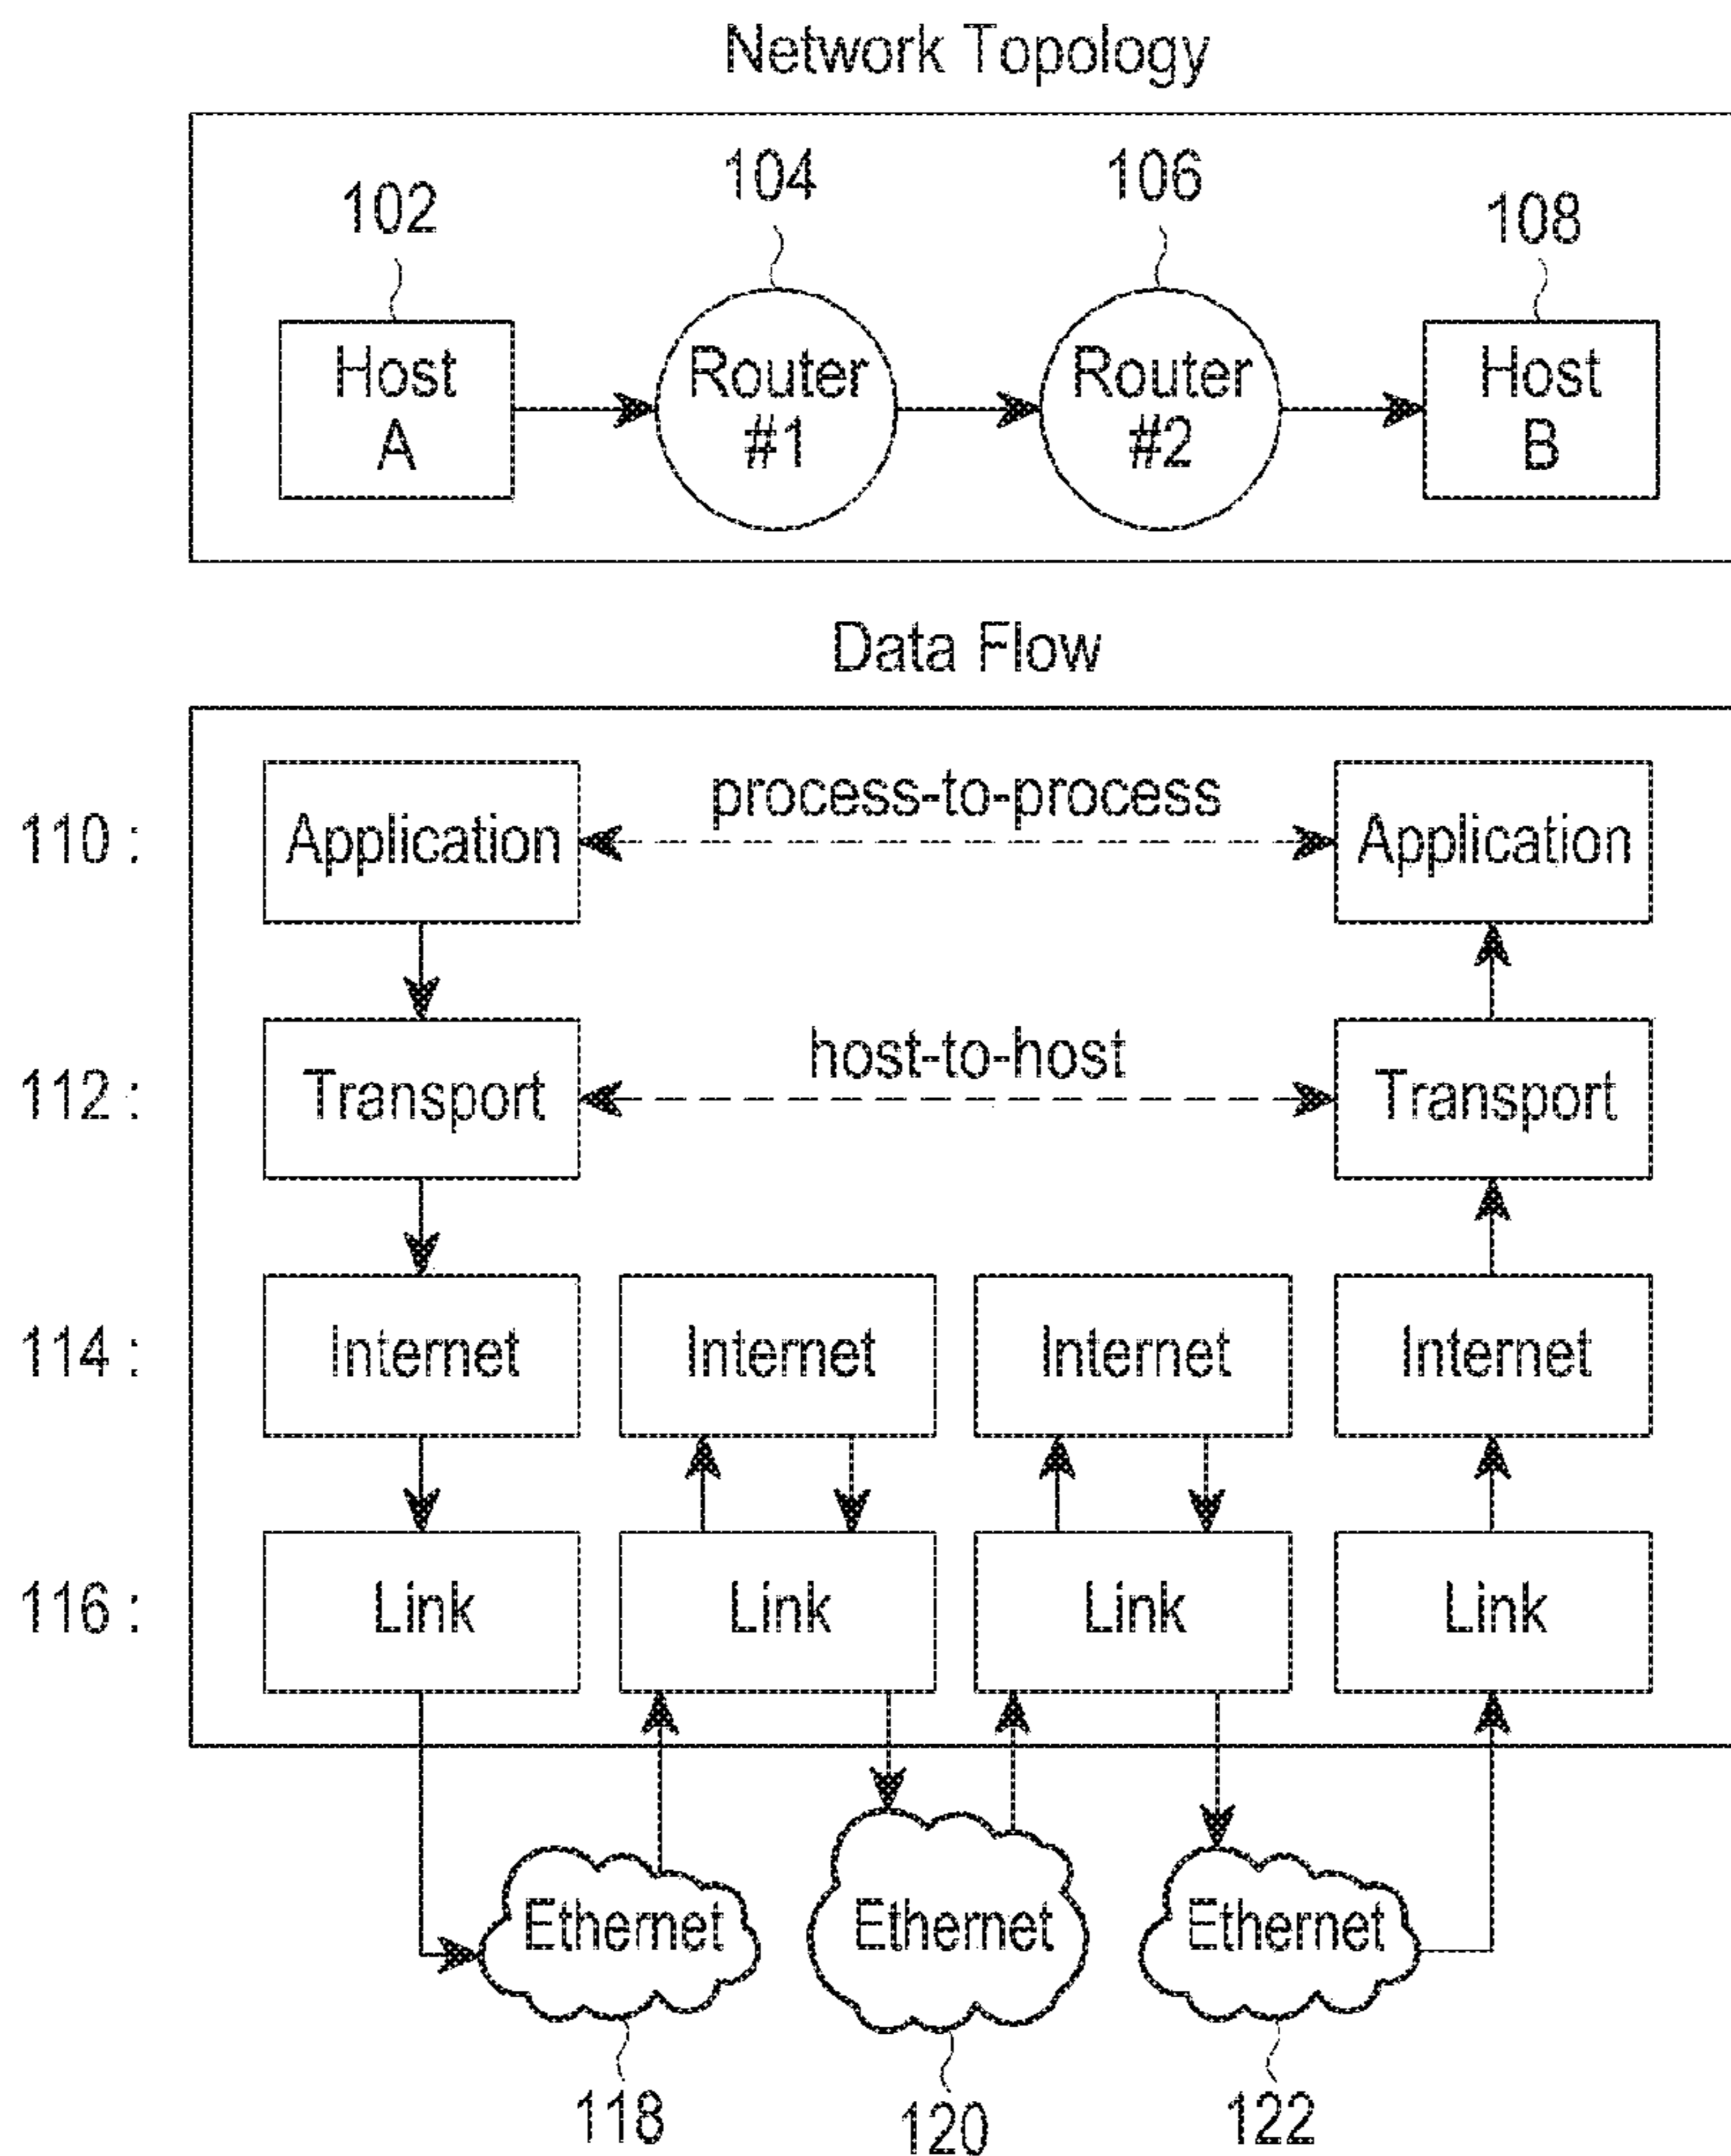 Network Topology
102
104
106
108
Host
A
Router
#1
Router
#2
Host
B
Data Flow
110 :
Application
process-to-process
Application
112 :
Transport
host-to-host
Transport
114 :
Internet
Internet
Internet
Internet
116 :
Link
Link
Link
Link
Ethernet
Ethernet
Ethernet
118
120
122